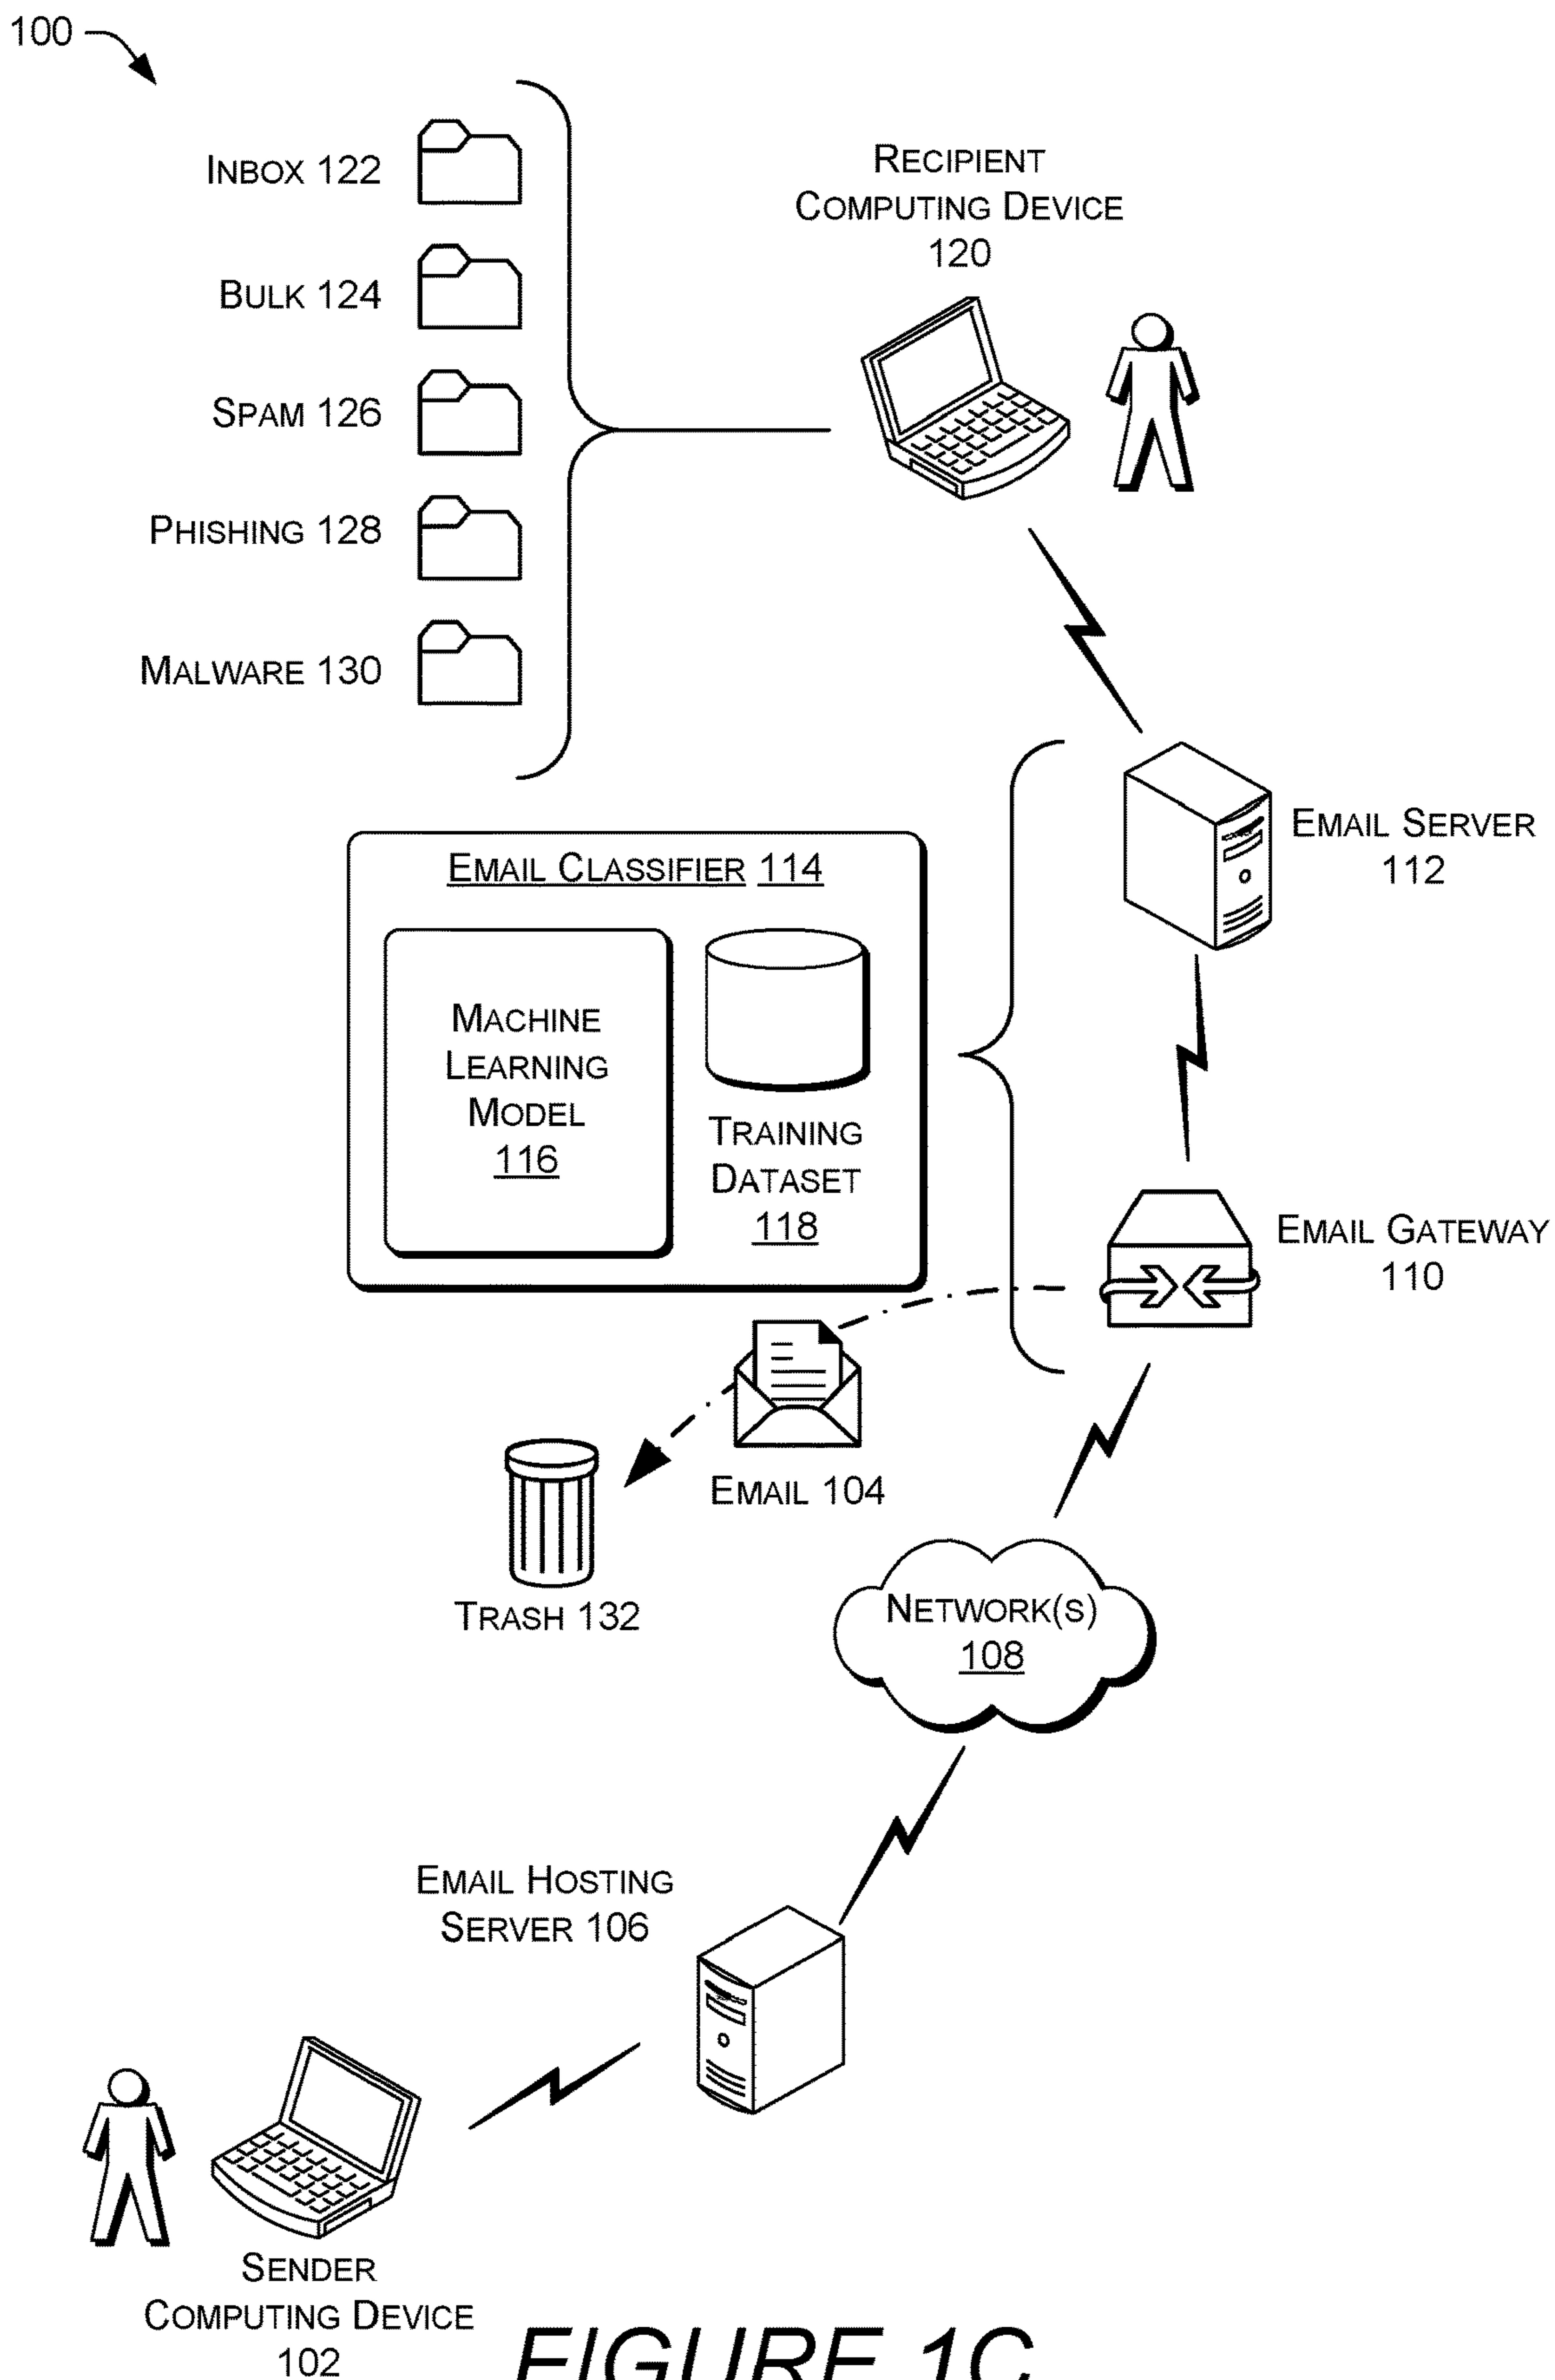 100
INBOX 122
BULK 124
SPAM 126
PHISHING 128
MALWARE 130
RECIPIENT
COMPUTING DEVICE
120
EMAIL SERVER
112
EMAIL CLASSIFIER 114
MACHINE
LEARNING
MODEL
116
TRAINING
DATASET
118
EMAIL GATEWAY
110
EMAIL 104
TRASH 132
NETWORK(S)
108
EMAIL HOSTING
SERVER 106
SENDER
COMPUTING DEVICE
102
FIGURE 1C